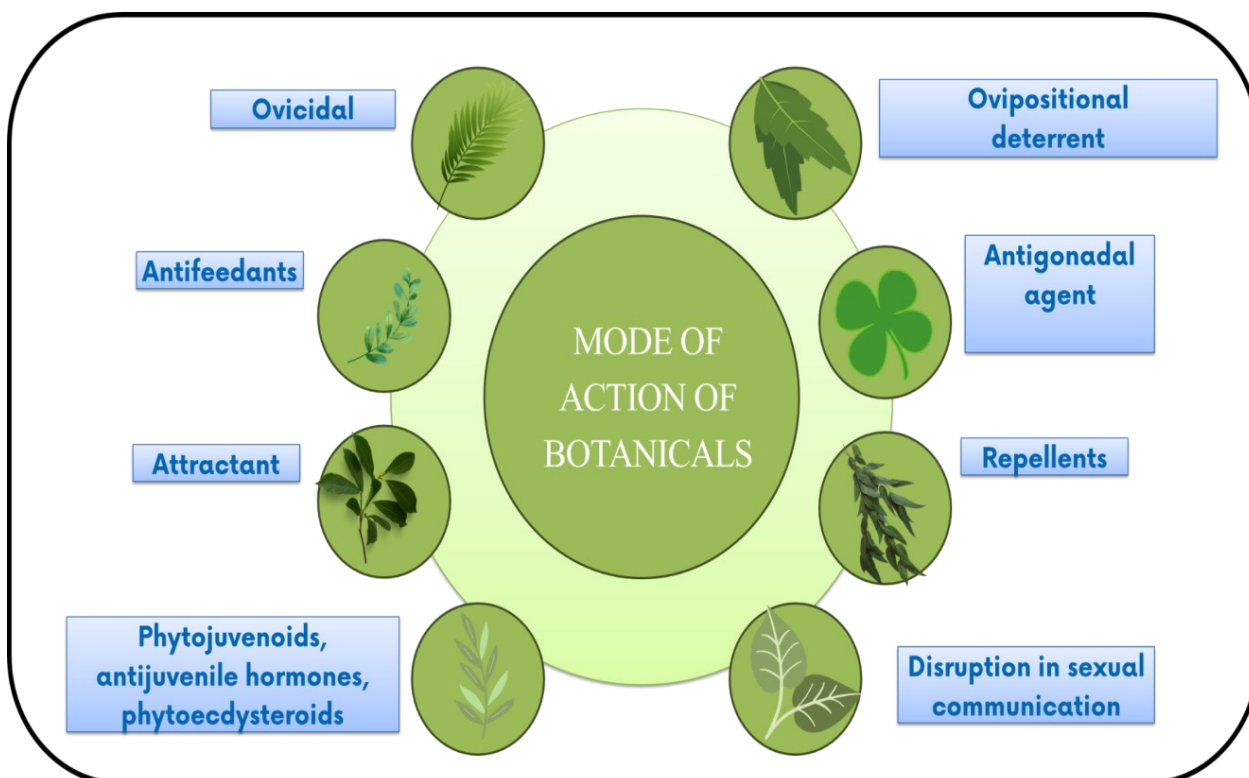 Ovicidal
Ovipositional
deterrent
Antifeedants
Antigonadal
agent
MODE OF
ACTION OF
BOTANICALS
Attractant
Repellents
Phytojuvenoids,
antijuvenile hormones,
phytoecdysteroids
Disruption in sexual
communication